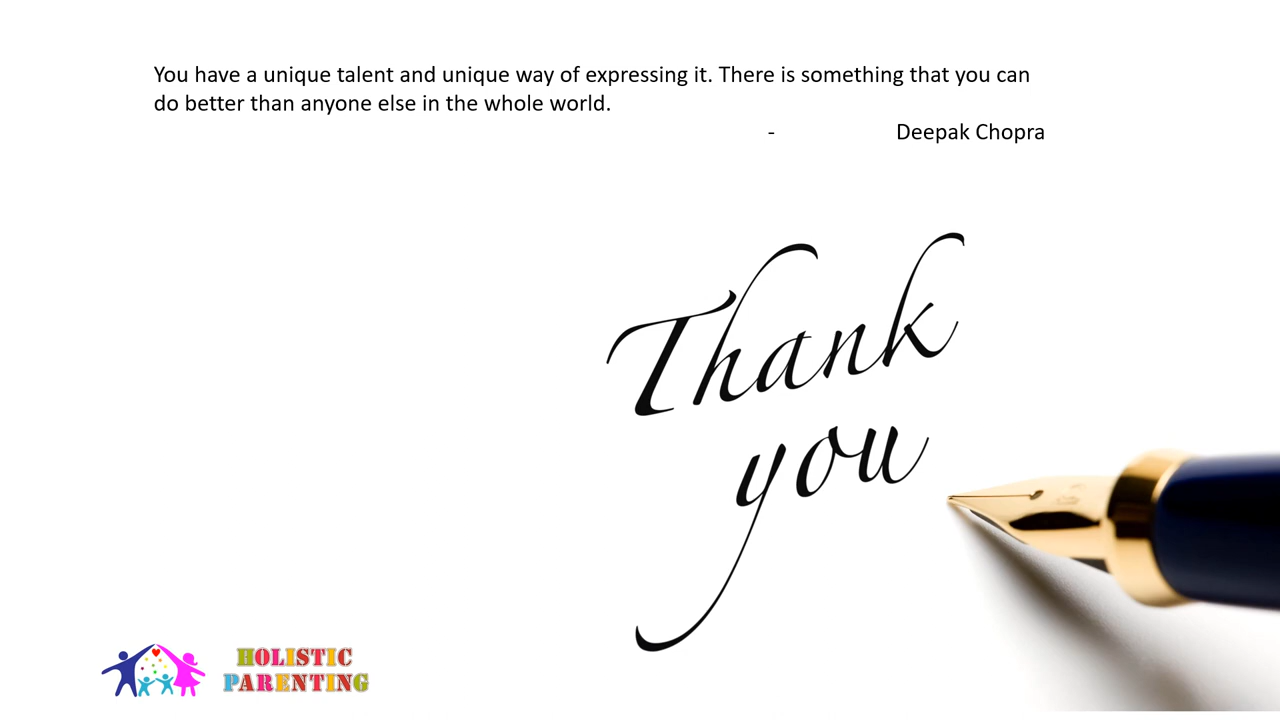 You have a unique talent and unique way of expressing it. There is something that you can
do better than anyone else in the whole world.
- Deepak Chopra
Thank
you
HOLISTIC
PARENTING